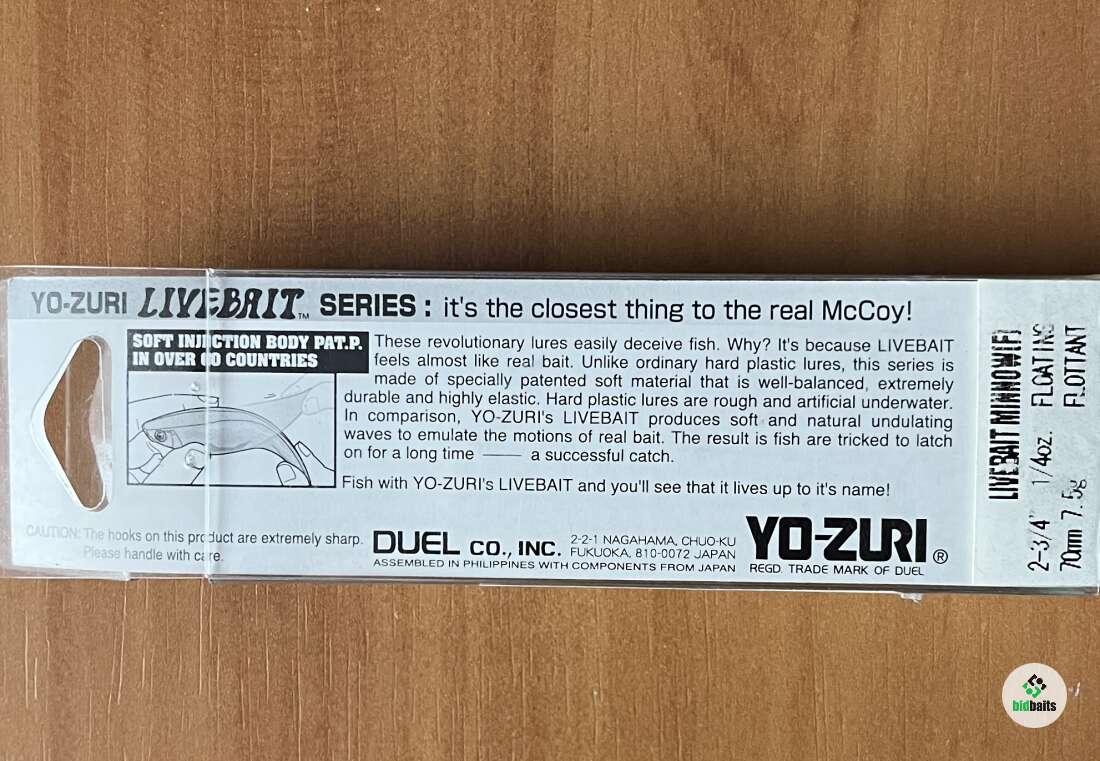 YO-ZURI LIVEBAIT™ SERIES : it's the closest thing to the real McCoy!
SOFT INJECTION BODY PAT.P.
IN OVER 60 COUNTRIES
These revolutionary lures easily deceive fish. Why? It's because LIVEBAIT
feels almost like real bait. Unlike ordinary hard plastic lures, this series is
made of specially patented soft material that is well-balanced, extremely
durable and highly elastic. Hard plastic lures are rough and artificial underwater.
In comparison, YO-ZURI's LIVEBAIT produces soft and natural undulating
waves to emulate the motions of real bait. The result is fish are tricked to latch
on for a long time —— a successful catch.
Fish with YO-ZURI's LIVEBAIT and you'll see that it lives up to it's name!
CAUTION: The hooks on this product are extremely sharp.
Please handle with care.
DUEL CO., INC.
2-2-1 NAGAHAMA, CHUO-KU
FUKUOKA, 810-0072 JAPAN
ASSEMBLED IN PHILIPPINES WITH COMPONENTS FROM JAPAN
YO-ZURI®
REGD. TRADE MARK OF DUEL
LIVEBAIT MINNOW(F)
2-3/4" 1/4oz. FLOATING
70mm 7.5g FLOTTANT
bidbaits